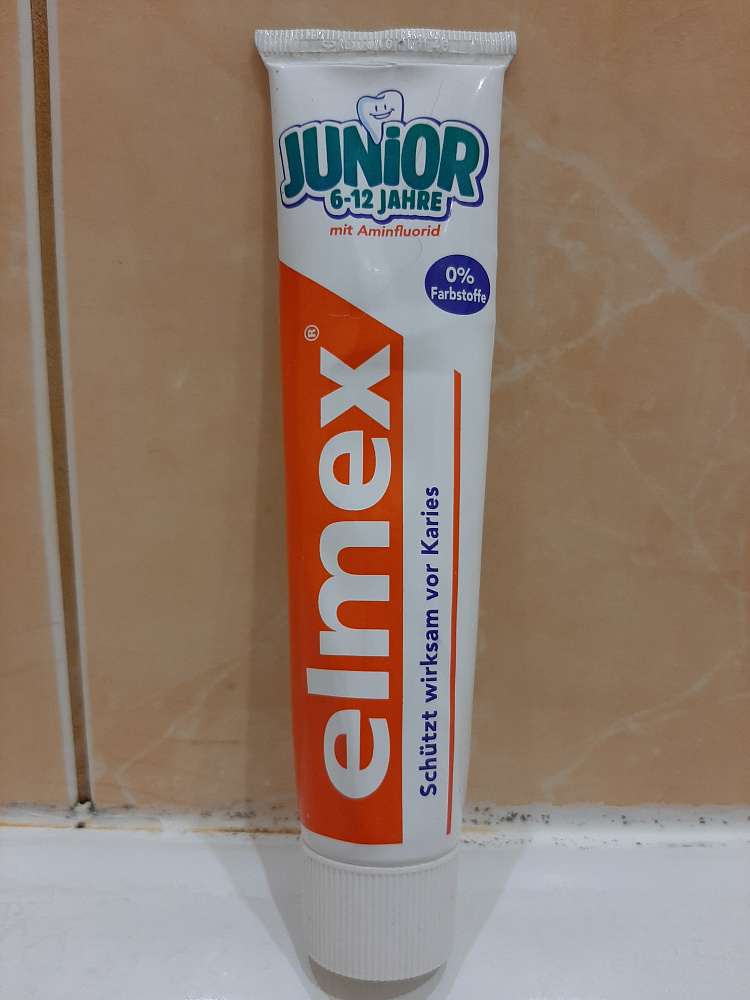 JUNiOR
6-12 JAHRE
mit Aminfluorid
0%
Farbstoffe
elmex®
Schützt wirksam vor Karies